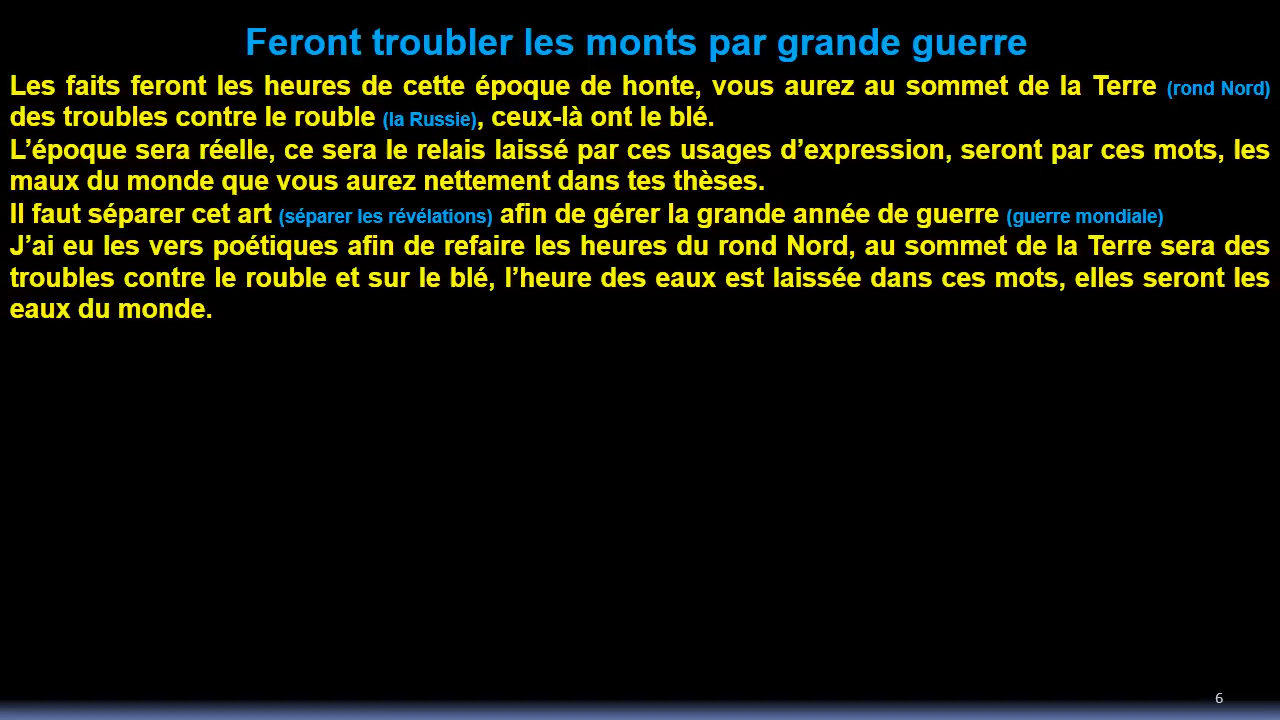 Feront troubler les monts par grande guerre
Les faits feront les heures de cette époque de honte, vous aurez au sommet de la Terre (rond Nord)
des troubles contre le rouble (la Russie), ceux-là ont le blé.
L’époque sera réelle, ce sera le relais laissé par ces usages d’expression, seront par ces mots, les
maux du monde que vous aurez nettement dans tes thèses.
Il faut séparer cet art (séparer les révélations) afin de gérer la grande année de guerre (guerre mondiale)
J’ai eu les vers poétiques afin de refaire les heures du rond Nord, au sommet de la Terre sera des
troubles contre le rouble et sur le blé, l’heure des eaux est laissée dans ces mots, elles seront les
eaux du monde.
6